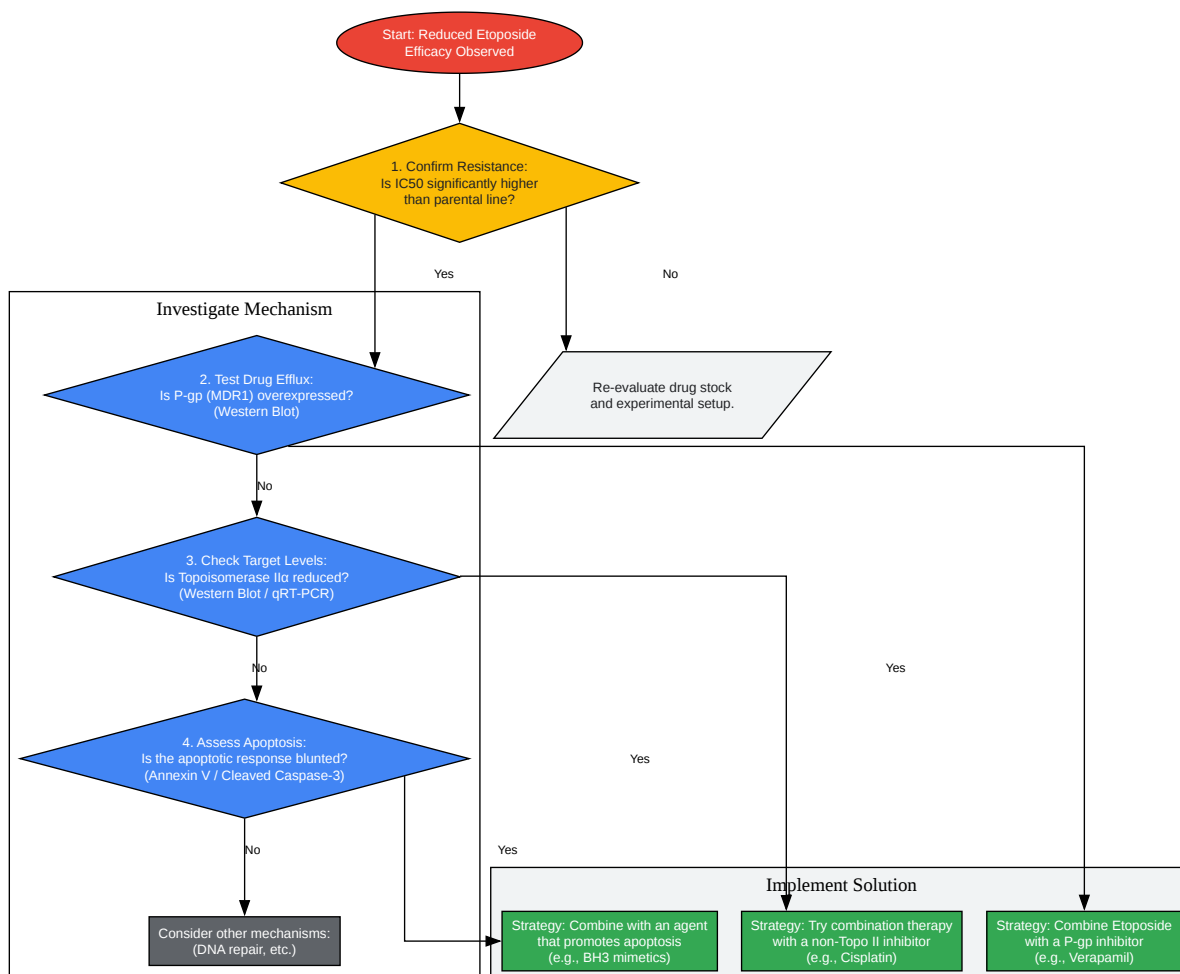 Start: Reduced Etoposide
Efficacy Observed
1. Confirm Resistance:
Is IC50 significantly higher
than parental line?
Yes
No
Investigate Mechanism
2. Test Drug Efflux:
Is P-gp (MDR1) overexpressed?
(Western Blot)
Re-evaluate drug stock
and experimental setup.
No
3. Check Target Levels:
Is Topoisomerase IIα reduced?
(Western Blot / qRT-PCR)
No
Yes
4. Assess Apoptosis:
Is the apoptotic response blunted?
(Annexin V / Cleaved Caspase-3)
Yes
No
Yes
Implement Solution
Consider other mechanisms:
(DNA repair, etc.)
Strategy: Combine with an agent
that promotes apoptosis
(e.g., BH3 mimetics)
Strategy: Try combination therapy
with a non-Topo II inhibitor
(e.g., Cisplatin)
Strategy: Combine Etoposide
with a P-gp inhibitor
(e.g., Verapamil)